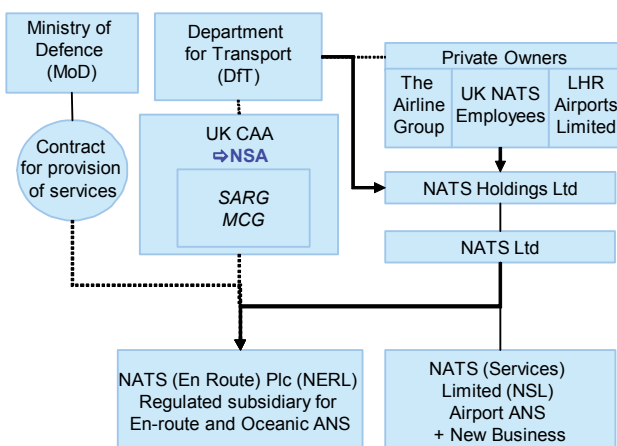 Ministry of
Defence
(MoD)
Department
for Transport
(DfT)
Private Owners
The
Airline
Group
UK NATS
Employees
LHR
Airports
Limited
Contract
for provision
of services
UK CAA
⇨NSA
SARG
MCG
NATS Holdings Ltd
NATS Ltd
NATS (En Route) Plc (NERL)
Regulated subsidiary for
En-route and Oceanic ANS
NATS (Services)
Limited (NSL)
Airport ANS
+ New Business